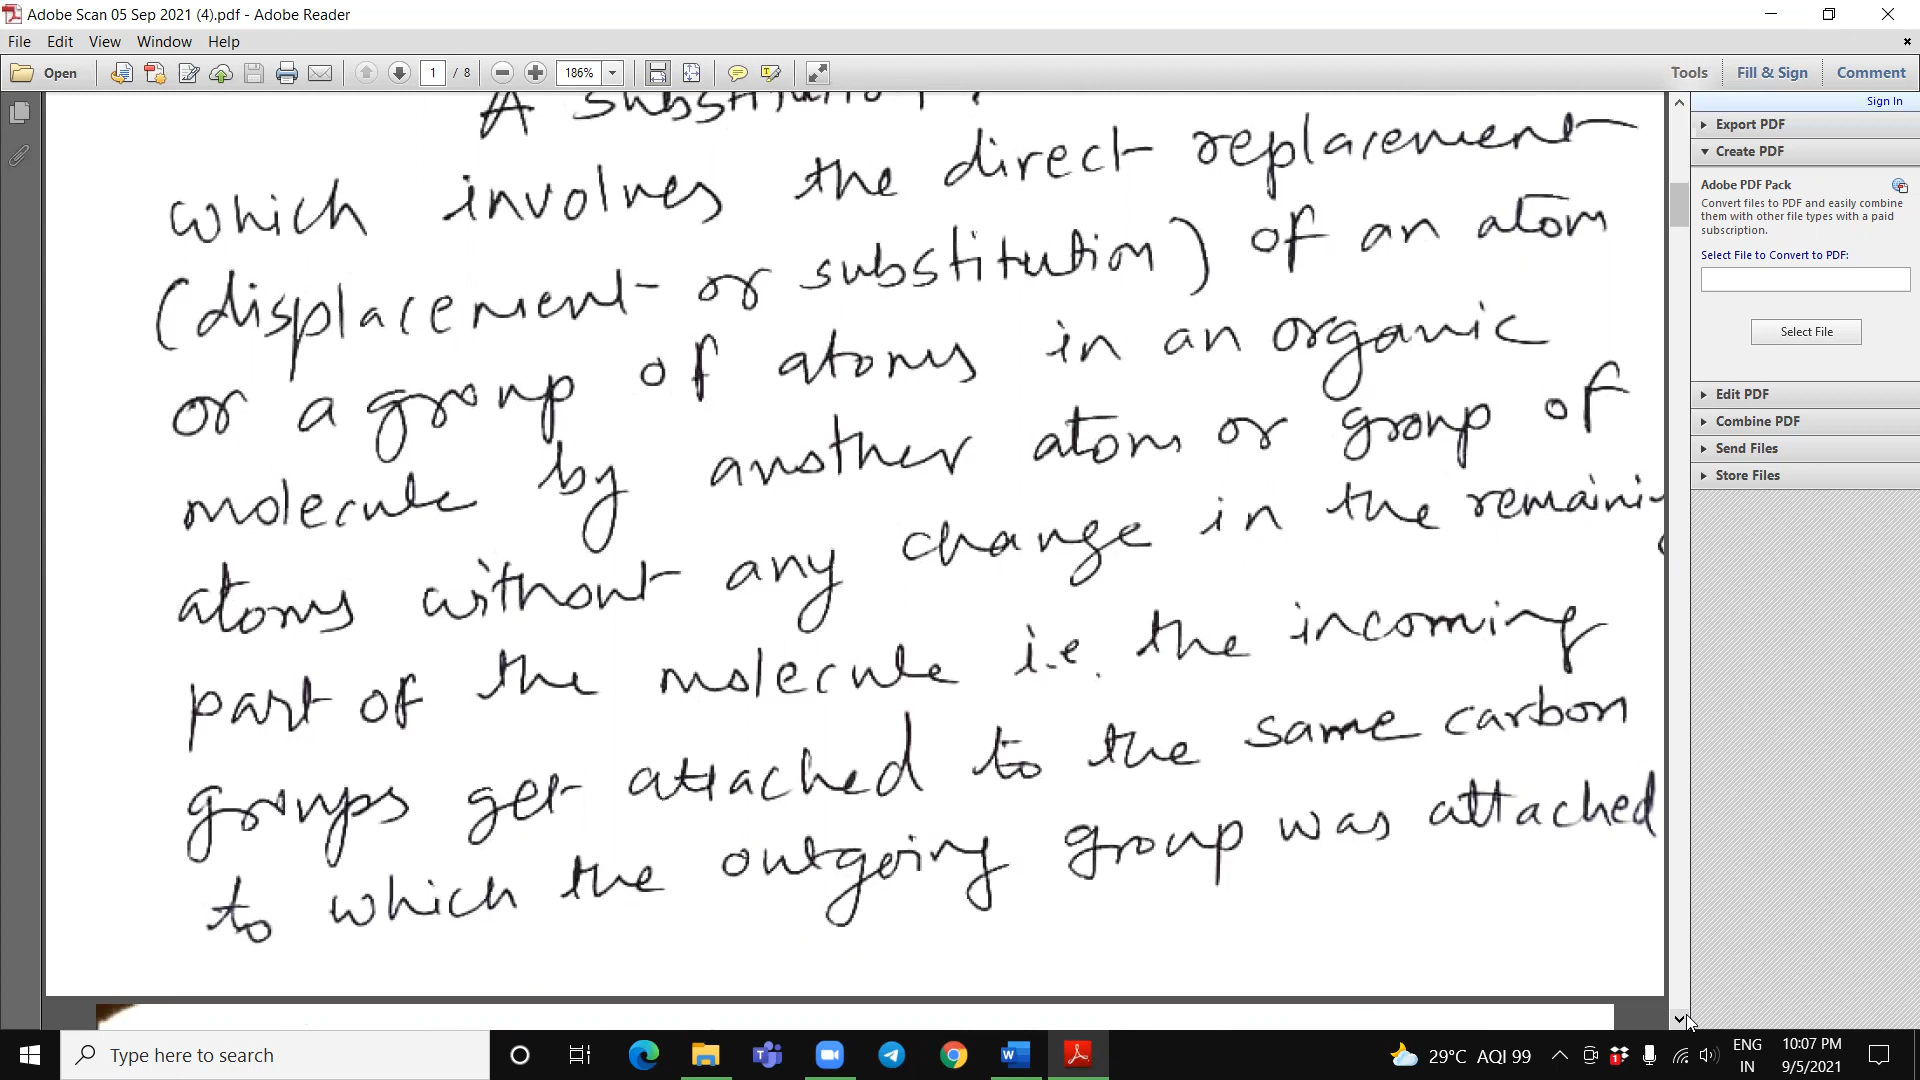 Adobe Scan 05 Sep 2021 (4).pdf - Adobe Reader
File Edit View Window Help
Open 1 / 8 186% Tools Fill & Sign Comment
Sign In
Export PDF
Create PDF
Adobe PDF Pack
Convert files to PDF and easily combine
them with other file types with a paid
subscription.
Select File to Convert to PDF:
Select File
Edit PDF
Combine PDF
Send Files
Store Files
A
which involves the direct replacement
(displacement or substitution) of an atom
or a group of atoms in an organic
molecule by another atom or group of
atoms without any change in the remaini
part of the molecule i.e. the incoming
groups get attached to the same carbon
to which the outgoing group was attached
Type here to search
29°C AQI 99 ENG 10:07 PM
IN 9/5/2021